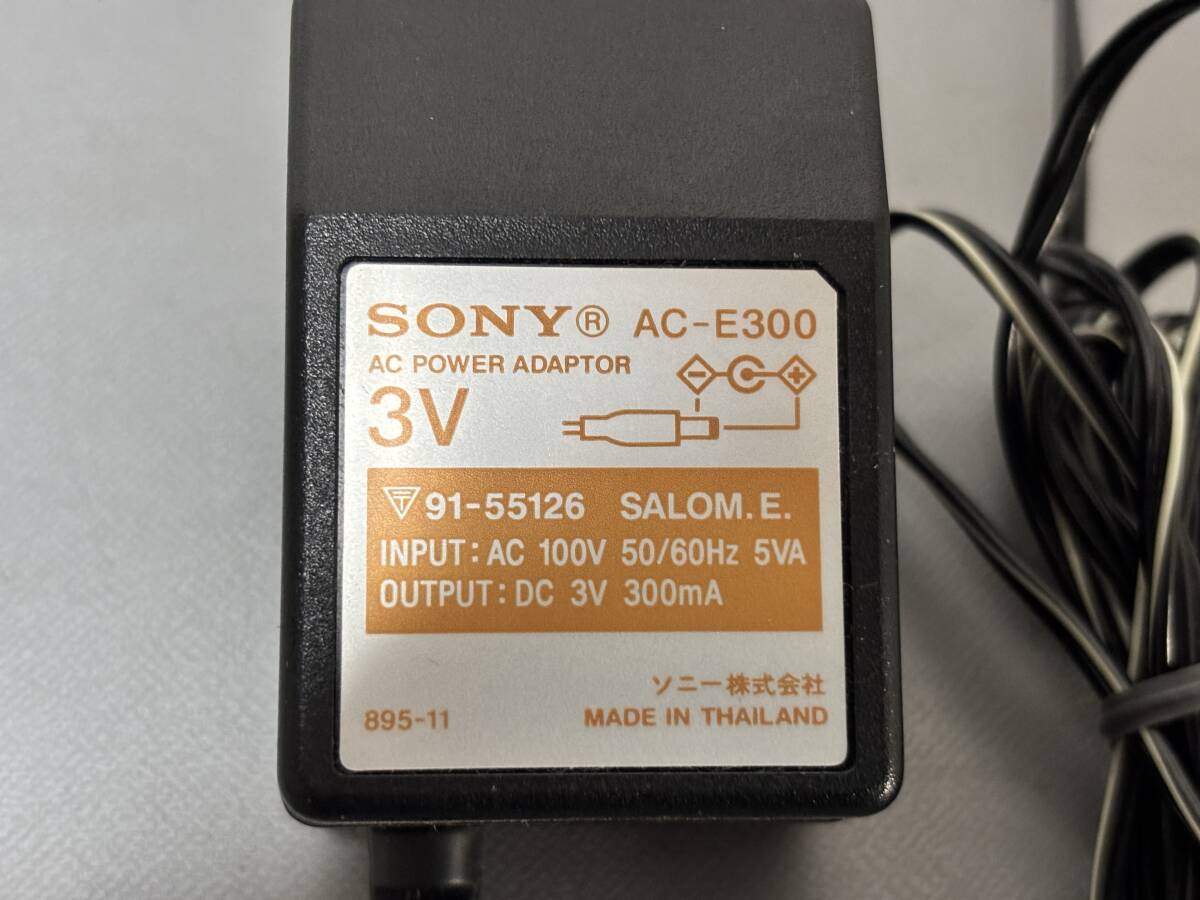 SONY® AC-E300
AC POWER ADAPTOR
3V
〒 91-55126 SALOM. E.
INPUT: AC 100V 50/60Hz 5VA
OUTPUT: DC 3V 300mA
ソニー株式会社
895-11 MADE IN THAILAND